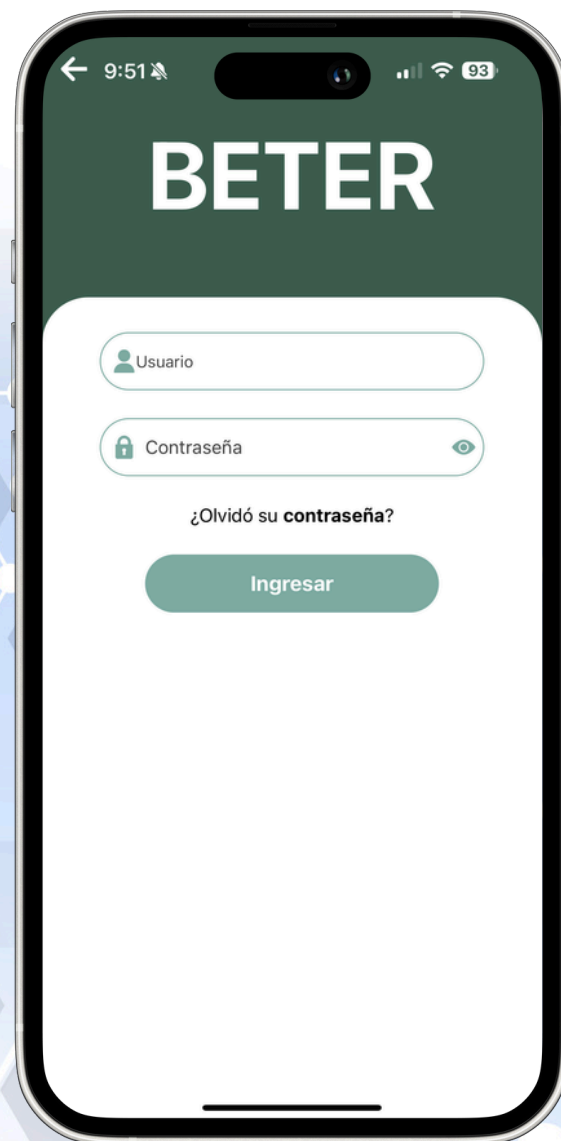 9:51
93
BETER
Usuario
Contraseña
¿Olvidó su contraseña?
Ingresar